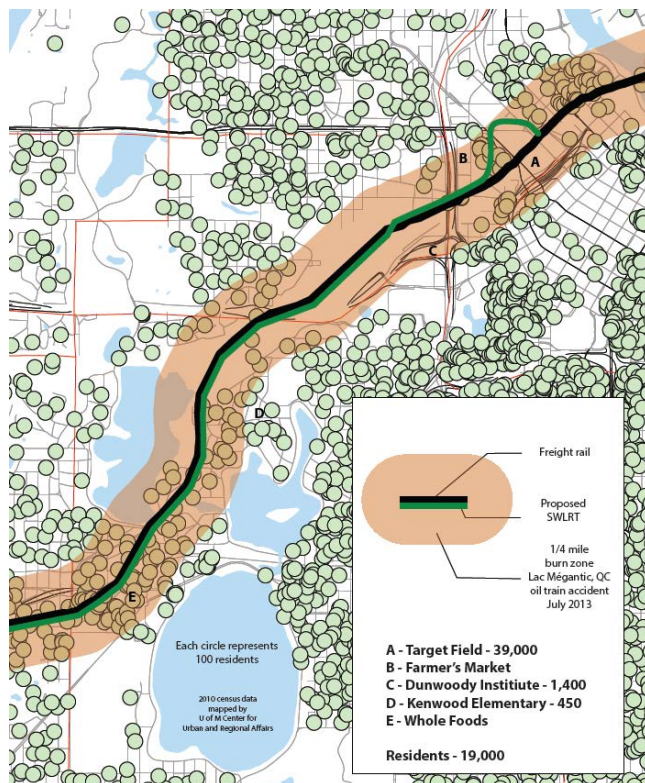 B
A
C
D
E
Each circle represents
100 residents
2010 census data
mapped by
U of M Center for
Urban and Regional Affairs
Freight rail
Proposed
SWLRT
1/4 mile
burn zone
Lac Mégantic, QC
oil train accident
July 2013
A - Target Field - 39,000
B - Farmer's Market
C - Dunwoody Institiute - 1,400
D - Kenwood Elementary - 450
E - Whole Foods
Residents - 19,000